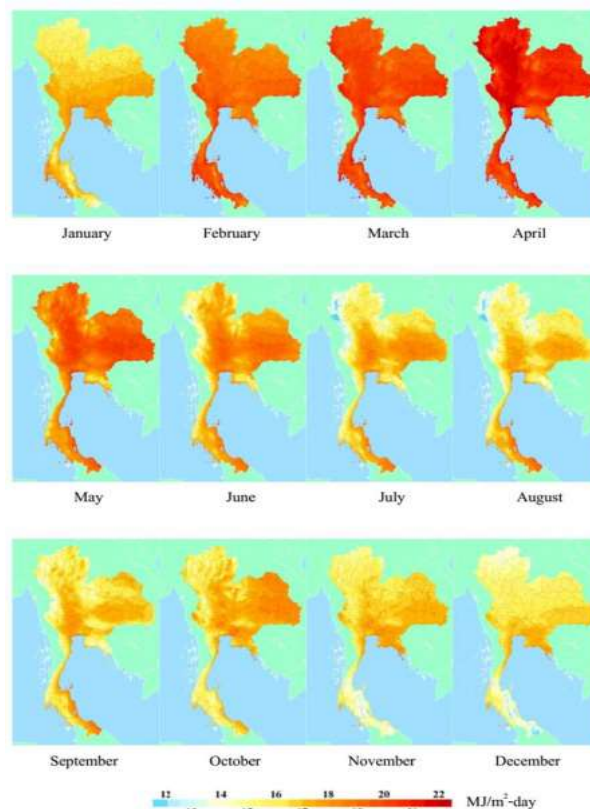 January
February
March
April
May
June
July
August
September
October
November
December
12 14 16 18 20 22
MJ/m²-day